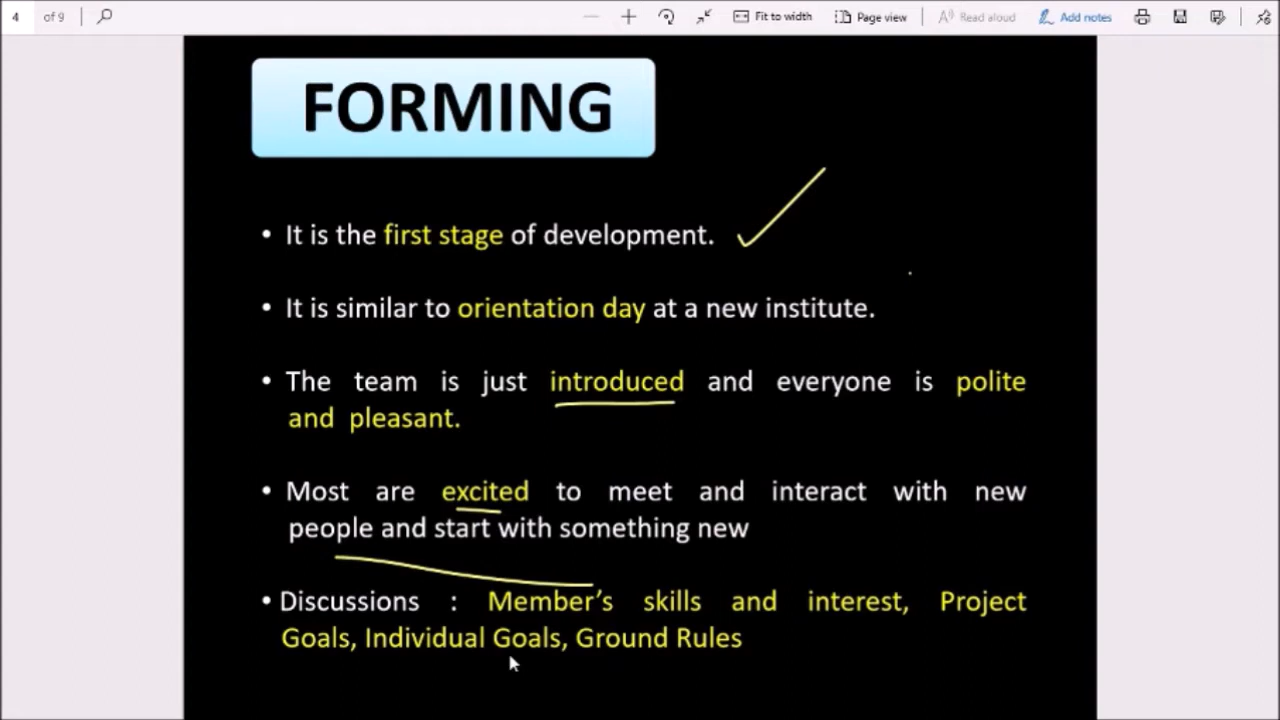 4 of 9 Fit to width Page view Read aloud Add notes
FORMING
• It is the first stage of development.
• It is similar to orientation day at a new institute.
• The team is just introduced and everyone is polite
and pleasant.
• Most are excited to meet and interact with new
people and start with something new
• Discussions : Member’s skills and interest, Project
Goals, Individual Goals, Ground Rules